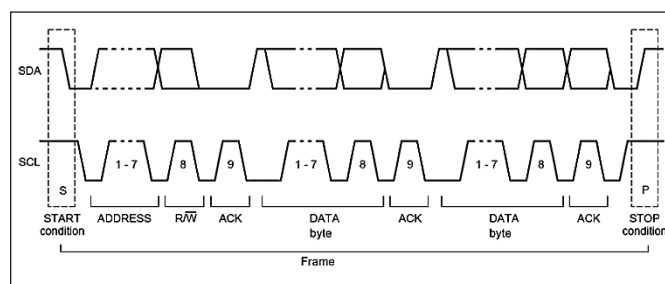 SDA
SCL
1 - 7 8 9 1 - 7 8 9 1 - 7 8 9
S P
START condition ADDRESS R/W̅ ACK DATA byte ACK DATA byte ACK STOP condition
Frame